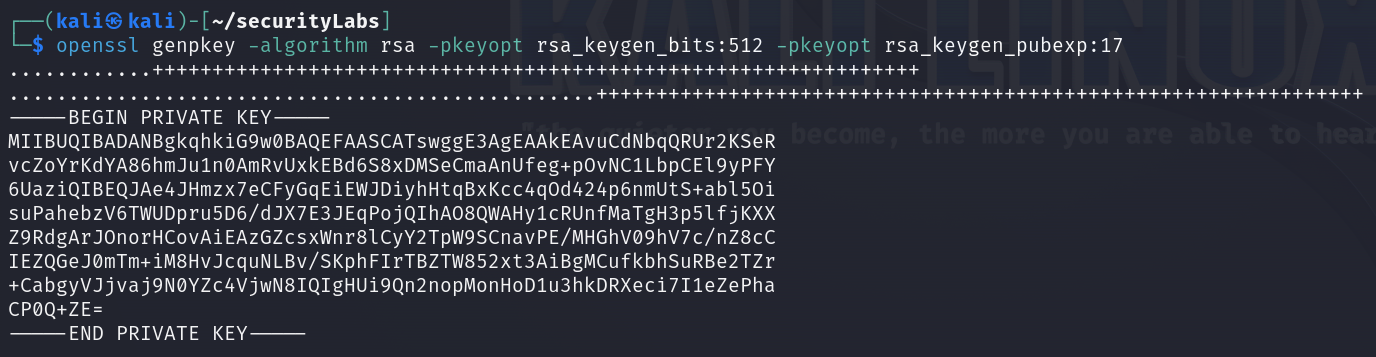 ┌──(kali㉿kali)-[~/securityLabs]
└─$ openssl genpkey -algorithm rsa -pkeyopt rsa_keygen_bits:512 -pkeyopt rsa_keygen_pubexp:17
............++++++++++++++++++++++++++++++++++++++++++++++++++++++++++++++++
.................................................++++++++++++++++++++++++++++++++++++++++++++++++++++++++++++++++
-----BEGIN PRIVATE KEY-----
MIIBUQIBADANBgkqhkiG9w0BAQEFAASCATswggE3AgEAAkEAvuCdNbqQRUr2KSeR
vcZoYrKdYA86hmJu1n0AmRvUxkEBd6S8xDMSeCmaAnUfeg+pOvNC1LbpCEl9yPFY
6UaziQIBEQJAe4JHmzx7eCFyGqEiEWJDiyhHtqBxKcc4qOd424p6nmUtS+abl5Oi
suPahebzV6TWUDpru5D6/dJX7E3JEqPojQIhAO8QWAHy1cRUnfMaTgH3p5lfjKXX
Z9RdgArJOnorHCovAiEAzGZcsxWnr8lCyY2TpW9SCnavPE/MHGhV09hV7c/nZ8cC
IEZQGeJ0mTm+iM8HvJcquNLBv/SKphFIrTBZTW852xt3AiBgMCufkbhSuRBe2TZr
+CabgyVJjvaj9N0YZc4VjwN8IQIgHUi9Qn2nopMonHoD1u3hkDRXeci7I1eZePha
CP0Q+ZE=
-----END PRIVATE KEY-----
become, the more you are able to hear